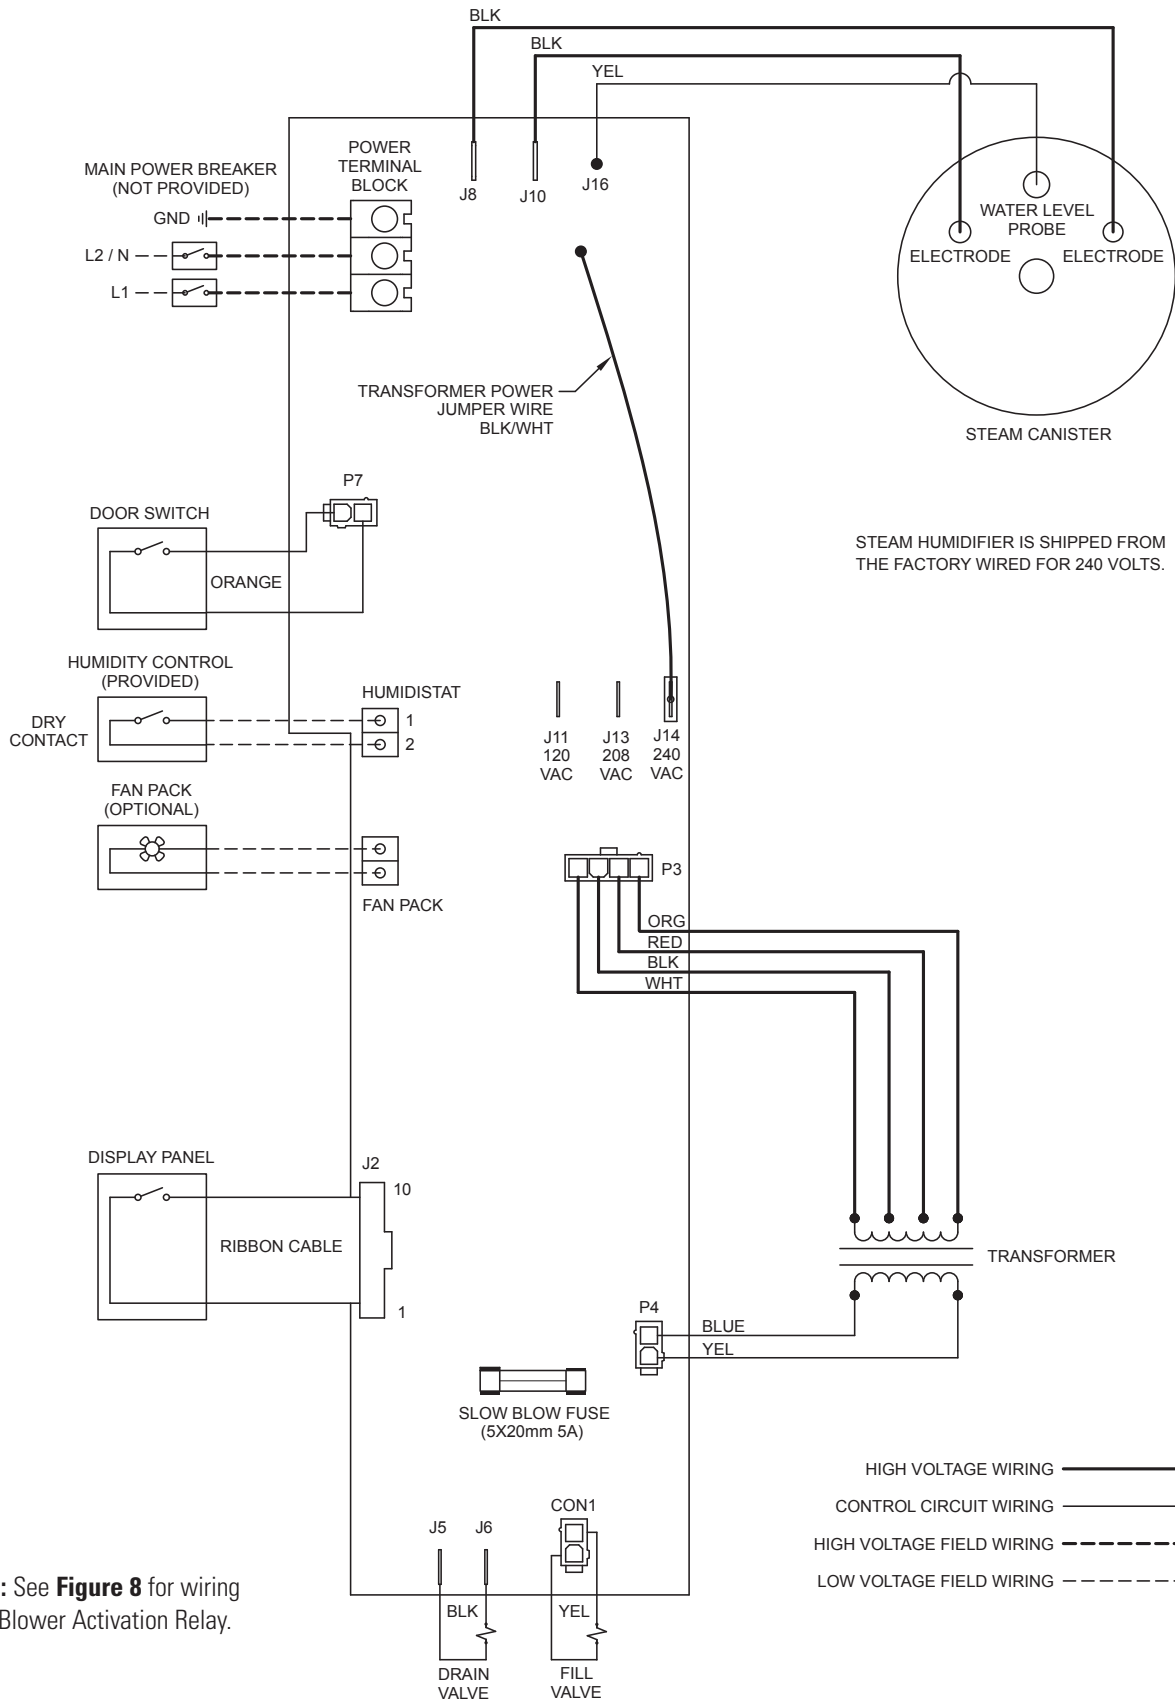 BLK
BLK
YEL
MAIN POWER BREAKER
(NOT PROVIDED)
POWER
TERMINAL
BLOCK
J8
J10
J16
GND
L2 / N
L1
WATER LEVEL
PROBE
ELECTRODE
ELECTRODE
STEAM CANISTER
TRANSFORMER POWER
JUMPER WIRE
BLK/WHT
P7
DOOR SWITCH
ORANGE
STEAM HUMIDIFIER IS SHIPPED FROM
THE FACTORY WIRED FOR 240 VOLTS.
HUMIDITY CONTROL
(PROVIDED)
DRY
CONTACT
HUMIDISTAT
1
2
J11
120
VAC
J13
208
VAC
J14
240
VAC
FAN PACK
(OPTIONAL)
FAN PACK
P3
ORG
RED
BLK
WHT
DISPLAY PANEL
J2
10
RIBBON CABLE
1
TRANSFORMER
P4
BLUE
YEL
SLOW BLOW FUSE
(5X20mm 5A)
HIGH VOLTAGE WIRING
CONTROL CIRCUIT WIRING
HIGH VOLTAGE FIELD WIRING
LOW VOLTAGE FIELD WIRING
J5
J6
CON1
: See Figure 8 for wiring
Blower Activation Relay.
BLK
YEL
DRAIN
VALVE
FILL
VALVE